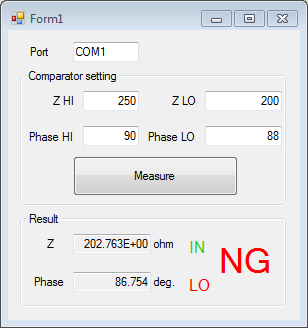 Form1
Port COM1
Comparator setting
Z HI 250 Z LO 200
Phase HI 90 Phase LO 88
Measure
Result
Z 202.763E+00 ohm IN
NG
Phase 86.754 deg. LO